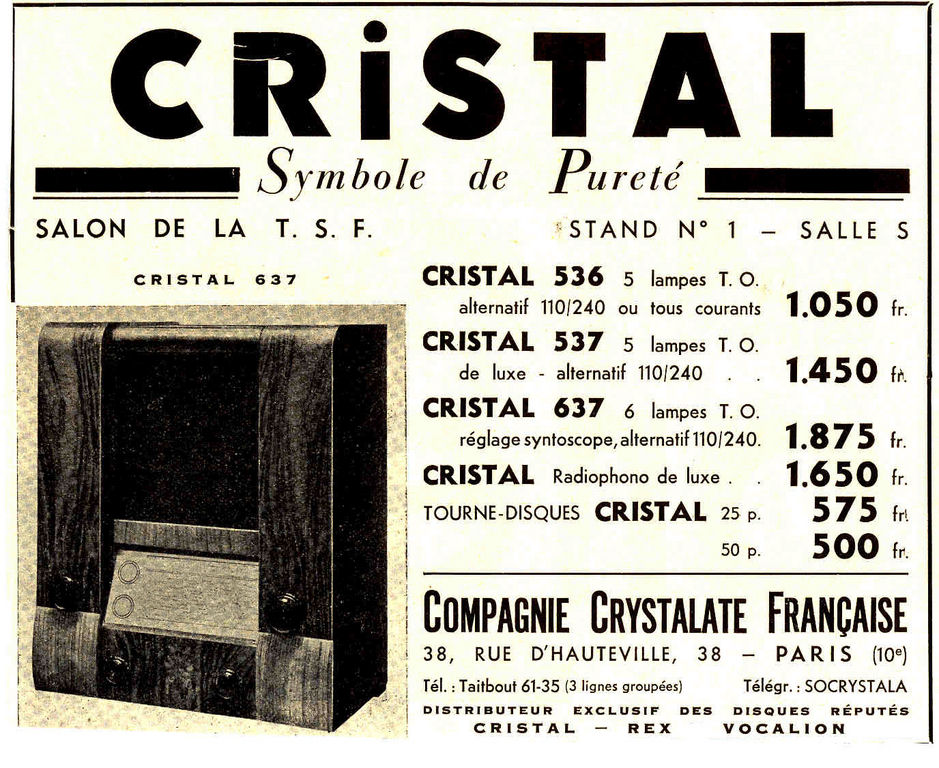 CRiSTAL
Symbole de Pureté
SALON DE LA T. S. F. STAND N° 1 – SALLE S
CRISTAL 637
CRISTAL 536 5 lampes T. O.
alternatif 110/240 ou tous courants 1.050 fr.
CRISTAL 537 5 lampes T. O.
de luxe - alternatif 110/240 . . 1.450 fr.
CRISTAL 637 6 lampes T. O.
réglage syntoscope, alternatif 110/240. 1.875 fr.
CRISTAL Radiophono de luxe . . 1.650 fr.
TOURNE-DISQUES CRISTAL 25 p. 575 fr.
50 p. 500 fr.
COMPAGNIE CRYSTALATE FRANÇAISE
38, RUE D'HAUTEVILLE, 38 – PARIS (10e)
Tél. : Taitbout 61-35 (3 lignes groupées) Télégr. : SOCRYSTALA
DISTRIBUTEUR EXCLUSIF DES DISQUES RÉPUTÉS
CRISTAL – REX VOCALION